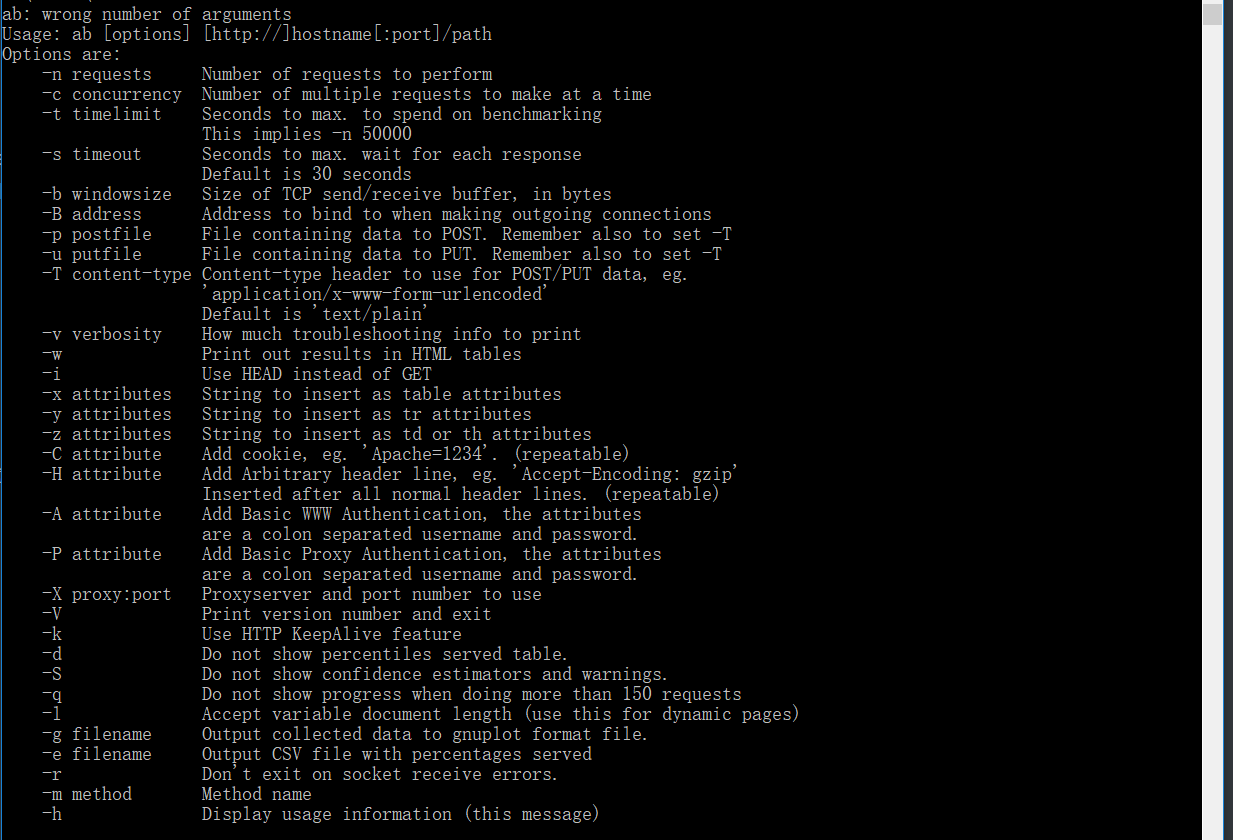 ab: wrong number of arguments
Usage: ab [options] [http://]hostname[:port]/path
Options are:
    -n requests     Number of requests to perform
    -c concurrency  Number of multiple requests to make at a time
    -t timelimit    Seconds to max. to spend on benchmarking
                    This implies -n 50000
    -s timeout      Seconds to max. wait for each response
                    Default is 30 seconds
    -b windowsize   Size of TCP send/receive buffer, in bytes
    -B address      Address to bind to when making outgoing connections
    -p postfile     File containing data to POST. Remember also to set -T
    -u putfile      File containing data to PUT. Remember also to set -T
    -T content-type Content-type header to use for POST/PUT data, eg.
                    'application/x-www-form-urlencoded'
                    Default is 'text/plain'
    -v verbosity    How much troubleshooting info to print
    -w              Print out results in HTML tables
    -i              Use HEAD instead of GET
    -x attributes   String to insert as table attributes
    -y attributes   String to insert as tr attributes
    -z attributes   String to insert as td or th attributes
    -C attribute    Add cookie, eg. 'Apache=1234'. (repeatable)
    -H attribute    Add Arbitrary header line, eg. 'Accept-Encoding: gzip'
                    Inserted after all normal header lines. (repeatable)
    -A attribute    Add Basic WWW Authentication, the attributes
                    are a colon separated username and password.
    -P attribute    Add Basic Proxy Authentication, the attributes
                    are a colon separated username and password.
    -X proxy:port   Proxyserver and port number to use
    -V              Print version number and exit
    -k              Use HTTP KeepAlive feature
    -d              Do not show percentiles served table.
    -S              Do not show confidence estimators and warnings.
    -q              Do not show progress when doing more than 150 requests
    -l              Accept variable document length (use this for dynamic pages)
    -g filename     Output collected data to gnuplot format file.
    -e filename     Output CSV file with percentages served
    -r              Don't exit on socket receive errors.
    -m method       Method name
    -h              Display usage information (this message)